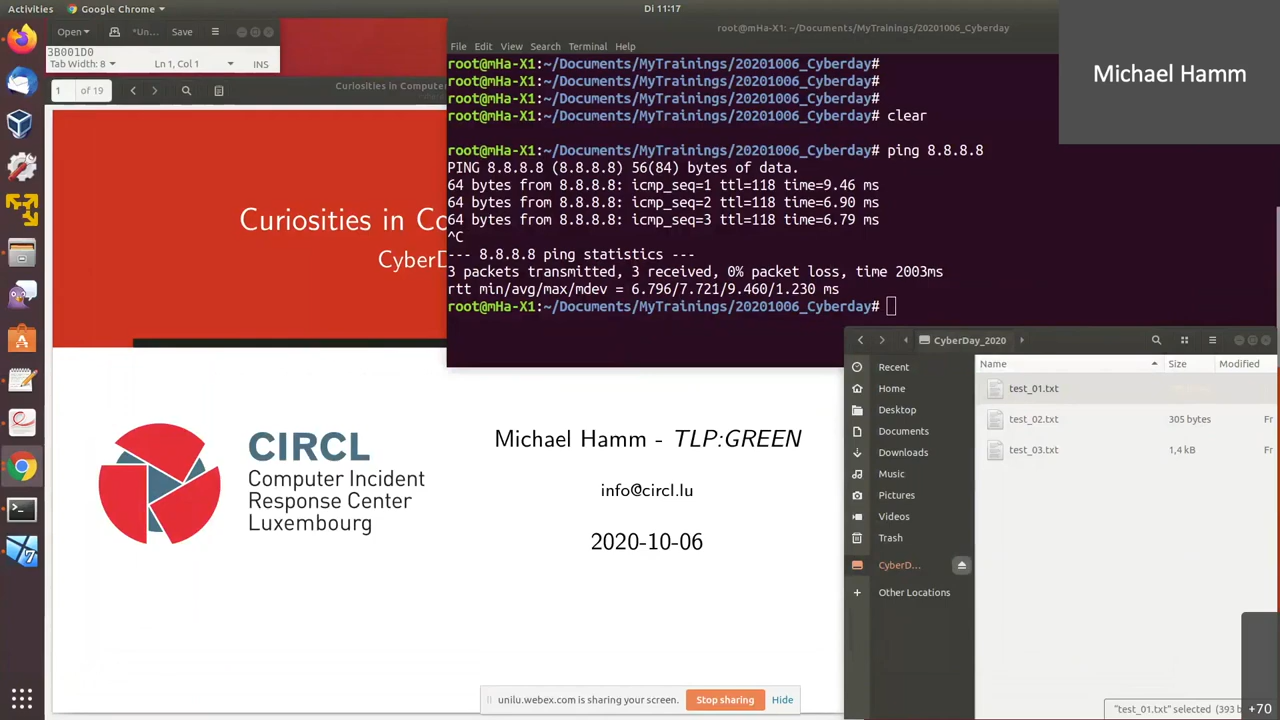 Activities
Google Chrome
Di 11:17
Open
*Un...
Save
3B001D0
Tab Width: 8
Ln 1, Col 1
INS
1
of 19
Curiosities in Computer
Curiosities in Co
CyberD
CIRCL
Computer Incident
Response Center
Luxembourg
Michael Hamm - TLP:GREEN
info@circl.lu
2020-10-06
root@mHa-X1: ~/Documents/MyTrainings/20201006_Cyberday
File Edit View Search Terminal Help
root@mHa-X1:~/Documents/MyTrainings/20201006_Cyberday#
root@mHa-X1:~/Documents/MyTrainings/20201006_Cyberday#
root@mHa-X1:~/Documents/MyTrainings/20201006_Cyberday#
root@mHa-X1:~/Documents/MyTrainings/20201006_Cyberday# clear
root@mHa-X1:~/Documents/MyTrainings/20201006_Cyberday# ping 8.8.8.8
PING 8.8.8.8 (8.8.8.8) 56(84) bytes of data.
64 bytes from 8.8.8.8: icmp_seq=1 ttl=118 time=9.46 ms
64 bytes from 8.8.8.8: icmp_seq=2 ttl=118 time=6.90 ms
64 bytes from 8.8.8.8: icmp_seq=3 ttl=118 time=6.79 ms
^C
--- 8.8.8.8 ping statistics ---
3 packets transmitted, 3 received, 0% packet loss, time 2003ms
rtt min/avg/max/mdev = 6.796/7.721/9.460/1.230 ms
root@mHa-X1:~/Documents/MyTrainings/20201006_Cyberday#
Michael Hamm
CyberDay_2020
Recent
Home
Desktop
Documents
Downloads
Music
Pictures
Videos
Trash
CyberD...
Other Locations
Name Size Modified
test_01.txt
test_02.txt 305 bytes Fr
test_03.txt 1,4 kB Fr
"test_01.txt" selected (393 b
+70
unilu.webex.com is sharing your screen.
Stop sharing
Hide